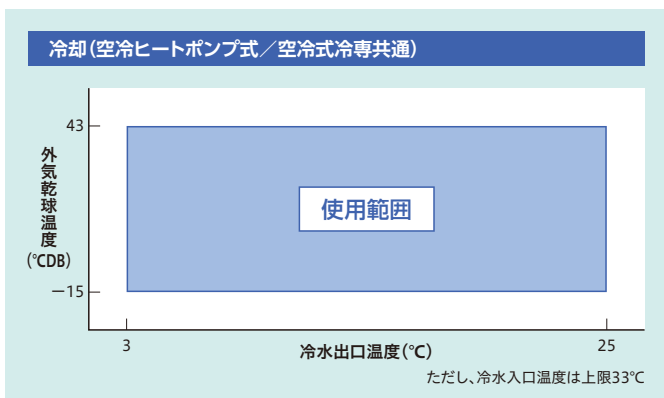 冷却（空冷ヒートポンプ式／空冷式冷専共通）
43
外気乾球温度
（℃DB）
使用範囲
－15
3
冷水出口温度（℃）
25
ただし、冷水入口温度は上限33℃